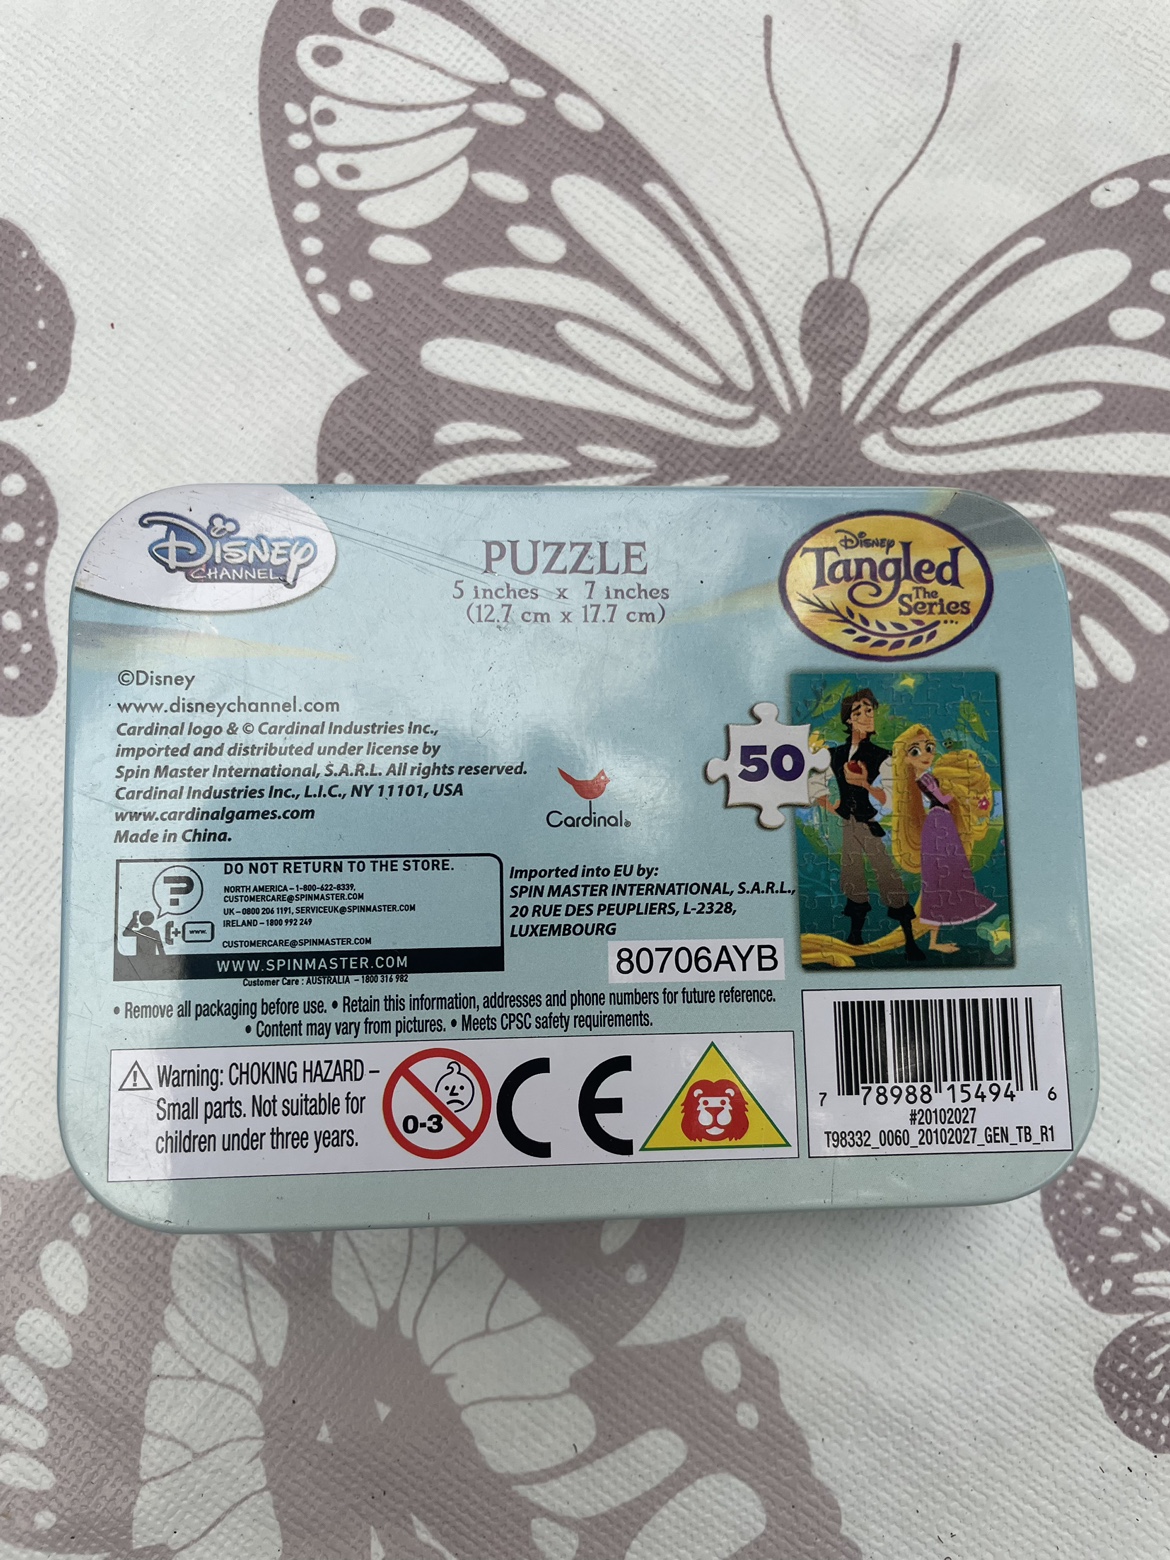 Disney
CHANNEL
PUZZLE
5 inches x 7 inches
(12.7 cm x 17.7 cm)
Disney
Tangled
The
Series
©Disney
www.disneychannel.com
Cardinal logo & © Cardinal Industries Inc.,
imported and distributed under license by
Spin Master International, S.A.R.L. All rights reserved.
Cardinal Industries Inc., L.I.C., NY 11101, USA
www.cardinalgames.com
Made in China.
Cardinal®
50
DO NOT RETURN TO THE STORE.
NORTH AMERICA – 1-800-622-8339,
CUSTOMERCARE@SPINMASTER.COM
UK – 0800 206 1191, SERVICEUK@SPINMASTER.COM
IRELAND – 1800 992 249
CUSTOMERCARE@SPINMASTER.COM
?
www.
WWW.SPINMASTER.COM
Customer Care : AUSTRALIA – 1800 316 982
Imported into EU by:
SPIN MASTER INTERNATIONAL, S.A.R.L.,
20 RUE DES PEUPLIERS, L-2328,
LUXEMBOURG
80706AYB
• Remove all packaging before use. • Retain this information, addresses and phone numbers for future reference.
• Content may vary from pictures. • Meets CPSC safety requirements.
Warning: CHOKING HAZARD –
Small parts. Not suitable for
children under three years.
0-3
CE
7 78988 15494 6
#20102027
T98332_0060_20102027_GEN_TB_R1